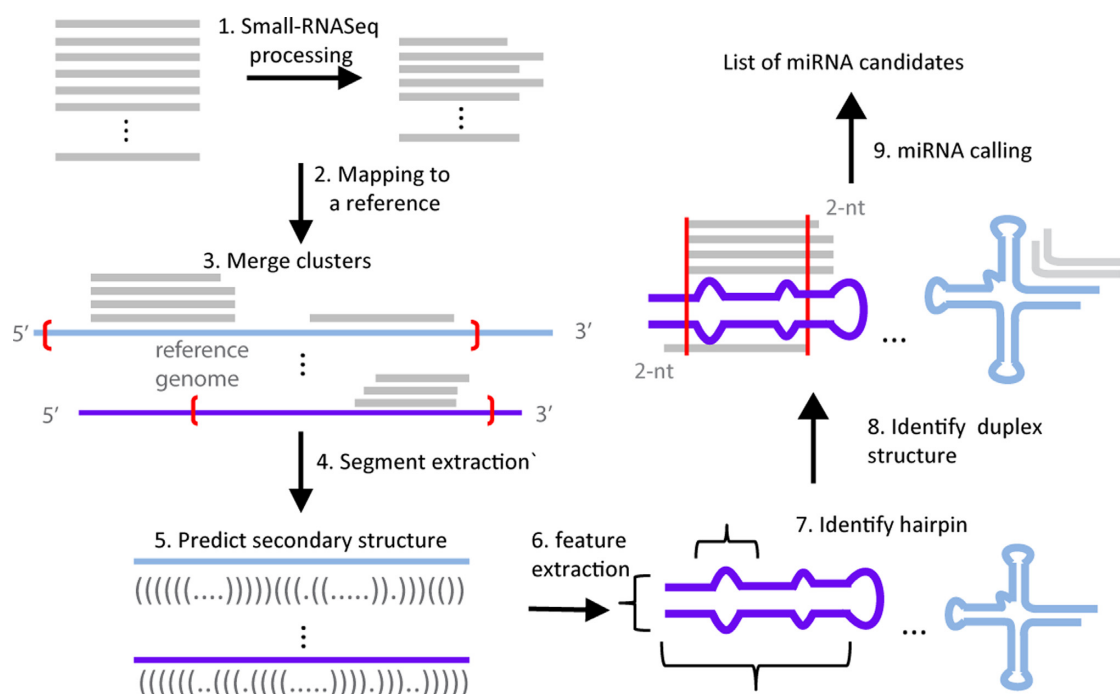 1. Small-RNASeq
processing
2. Mapping to
a reference
3. Merge clusters
5’
3’
reference
genome
5’
3’
4. Segment extraction`
5. Predict secondary structure
((((((....)))))(((.((.....)).)))(())
((((((..(((.((((.....)))).)))..)))))
6. feature
extraction
7. Identify hairpin
...
8. Identify duplex
structure
2-nt
2-nt
...
9. miRNA calling
List of miRNA candidates